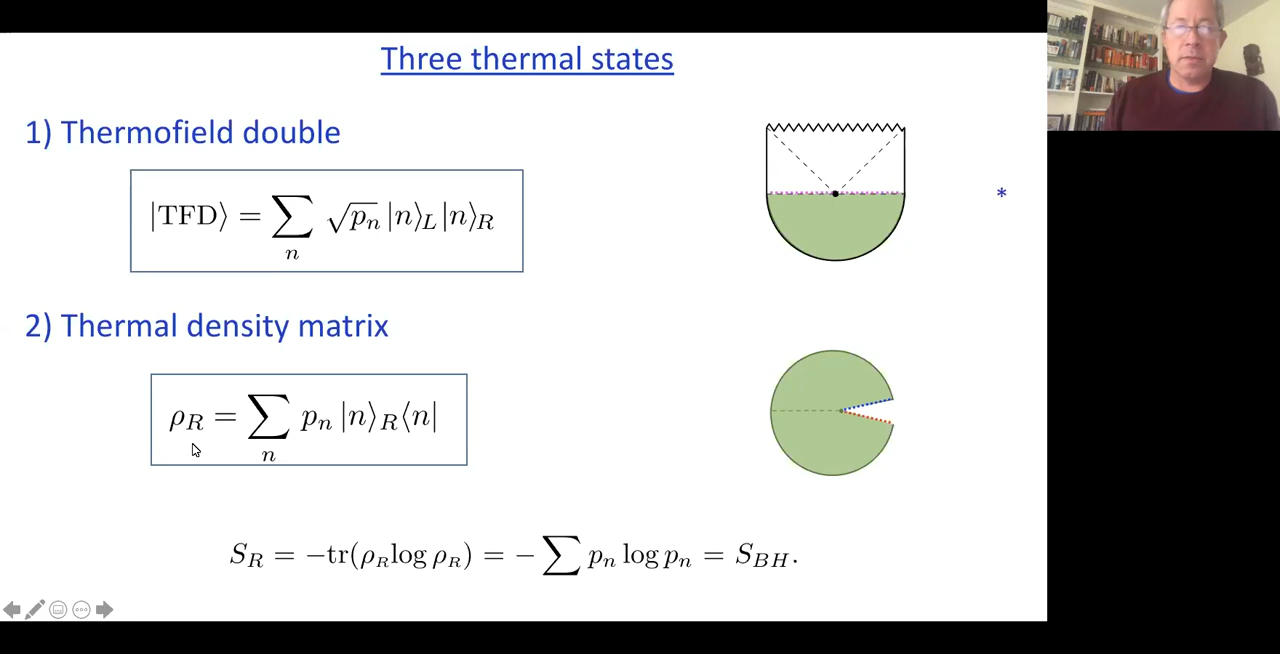 Three thermal states
1) Thermofield double
|TFD⟩ = ∑ₙ √pₙ |n⟩_L|n⟩_R
*
2) Thermal density matrix
ρ_R = ∑ₙ pₙ |n⟩_R⟨n|
S_R = −tr(ρ_R log ρ_R) = − ∑ pₙ log pₙ = S_BH.